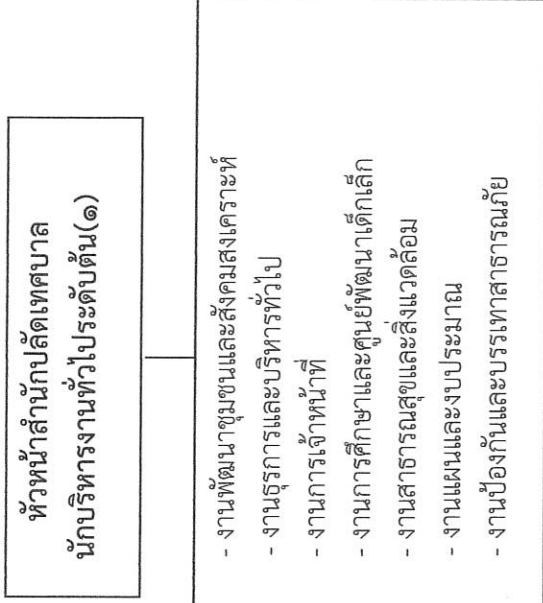 หัวหน้าสำนักปลัดเทศบาล
นักบริหารงานทั่วไประดับต้น(๑)
- งานพัฒนาชุมชนและสังคมสงเคราะห์
- งานธุรการและบริหารทั่วไป
- งานการเจ้าหน้าที่
- งานการศึกษาและศูนย์พัฒนาเด็กเล็ก
- งานสาธารณสุขและสิ่งแวดล้อม
- งานแผนและงบประมาณ
- งานป้องกันและบรรเทาสาธารณภัย